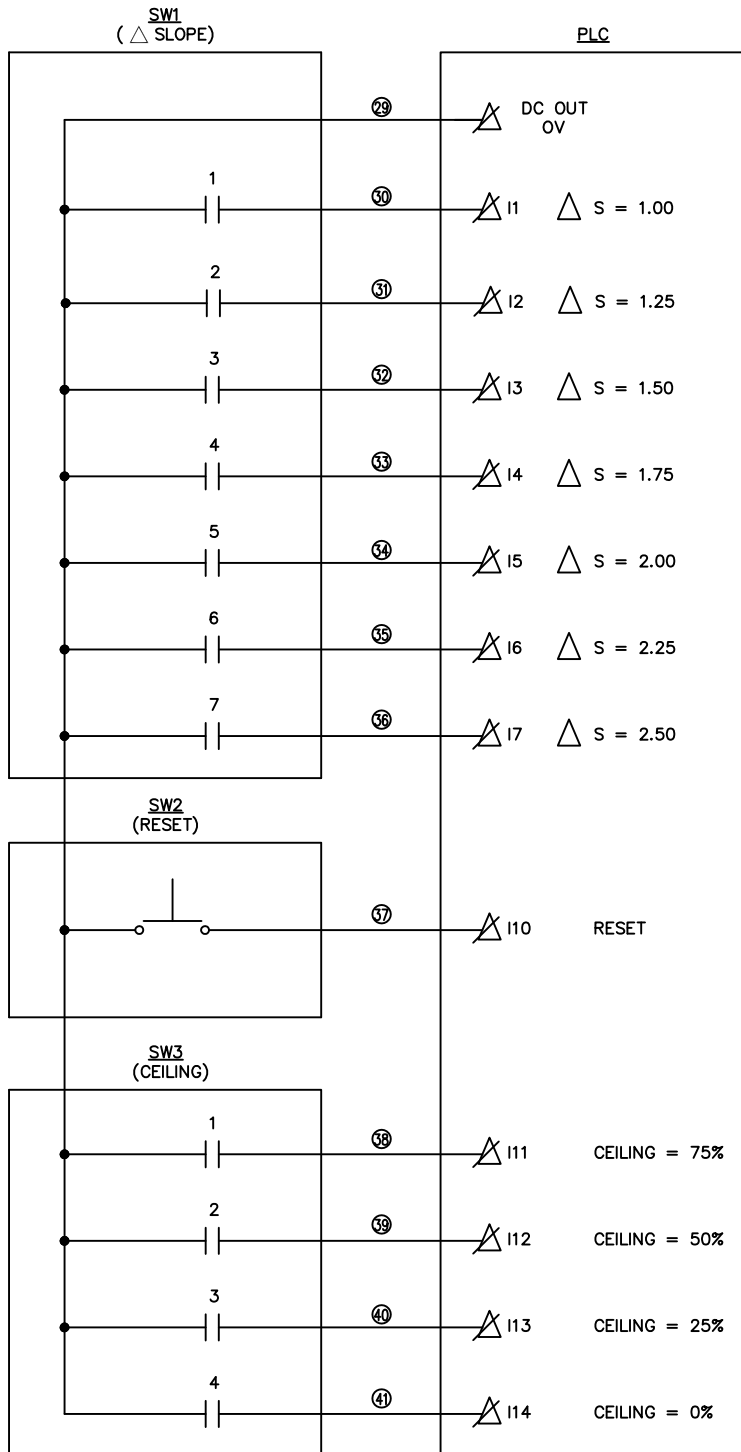 SW1
( △ SLOPE)
PLC
29
DC OUT
0V
1
30
I1 △ S = 1.00
2
31
I2 △ S = 1.25
3
32
I3 △ S = 1.50
4
33
I4 △ S = 1.75
5
34
I5 △ S = 2.00
6
35
I6 △ S = 2.25
7
36
I7 △ S = 2.50
SW2
(RESET)
37
I10 RESET
SW3
(CEILING)
1
38
I11 CEILING = 75%
2
39
I12 CEILING = 50%
3
40
I13 CEILING = 25%
4
41
I14 CEILING = 0%